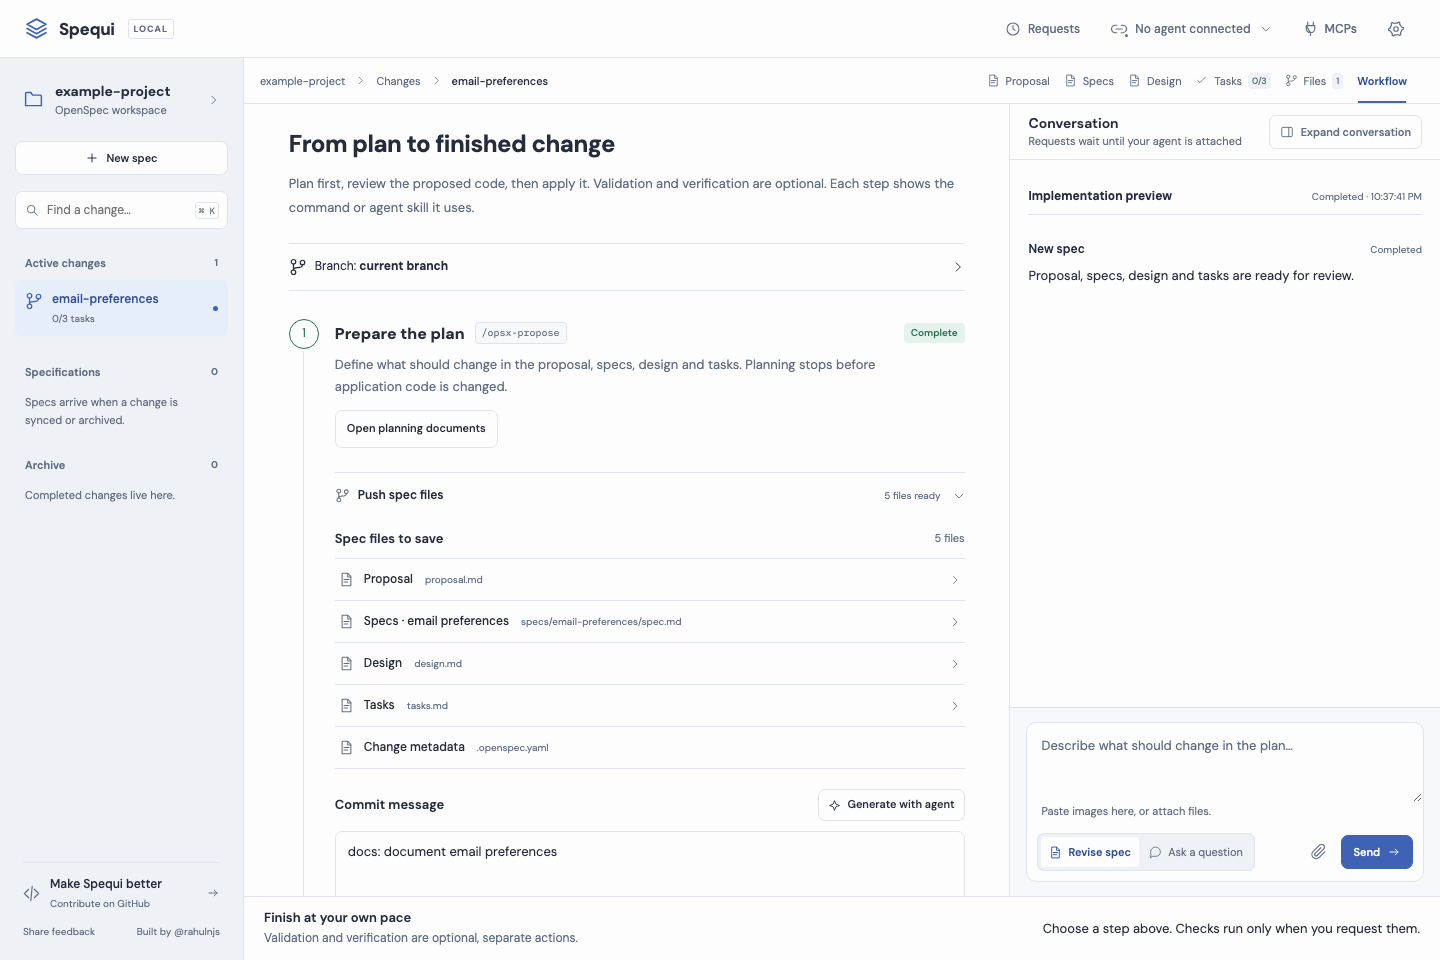 Spequi
LOCAL
Requests
No agent connected
MCPs
example-project
OpenSpec workspace
New spec
Find a change...
⌘ K
Active changes
1
email-preferences
0/3 tasks
Specifications
0
Specs arrive when a change is
synced or archived.
Archive
0
Completed changes live here.
Make Spequi better
Contribute on GitHub
Share feedback
Built by @rahulnjs
example-project
Changes
email-preferences
Proposal
Specs
Design
Tasks
0/3
Files
1
Workflow
From plan to finished change
Plan first, review the proposed code, then apply it. Validation and verification are optional. Each step shows the
command or agent skill it uses.
Branch: current branch
1
Prepare the plan
/opsx-propose
Complete
Define what should change in the proposal, specs, design and tasks. Planning stops before
application code is changed.
Open planning documents
Push spec files
5 files ready
Spec files to save
5 files
Proposal
proposal.md
Specs · email preferences
specs/email-preferences/spec.md
Design
design.md
Tasks
tasks.md
Change metadata
.openspec.yaml
Commit message
Generate with agent
docs: document email preferences
Conversation
Requests wait until your agent is attached
Expand conversation
Implementation preview
Completed · 10:37:41 PM
New spec
Completed
Proposal, specs, design and tasks are ready for review.
Describe what should change in the plan...
Paste images here, or attach files.
Revise spec
Ask a question
Send
Finish at your own pace
Validation and verification are optional, separate actions.
Choose a step above. Checks run only when you request them.